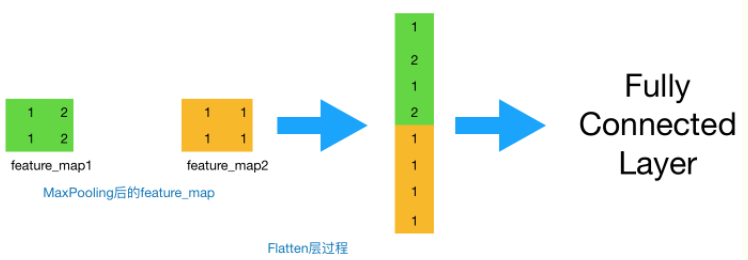 1 2
1 2
feature_map1
1 1
1 1
feature_map2
MaxPooling后的feature_map
1
2
1
2
1
1
1
1
Flatten层过程
Fully
Connected
Layer